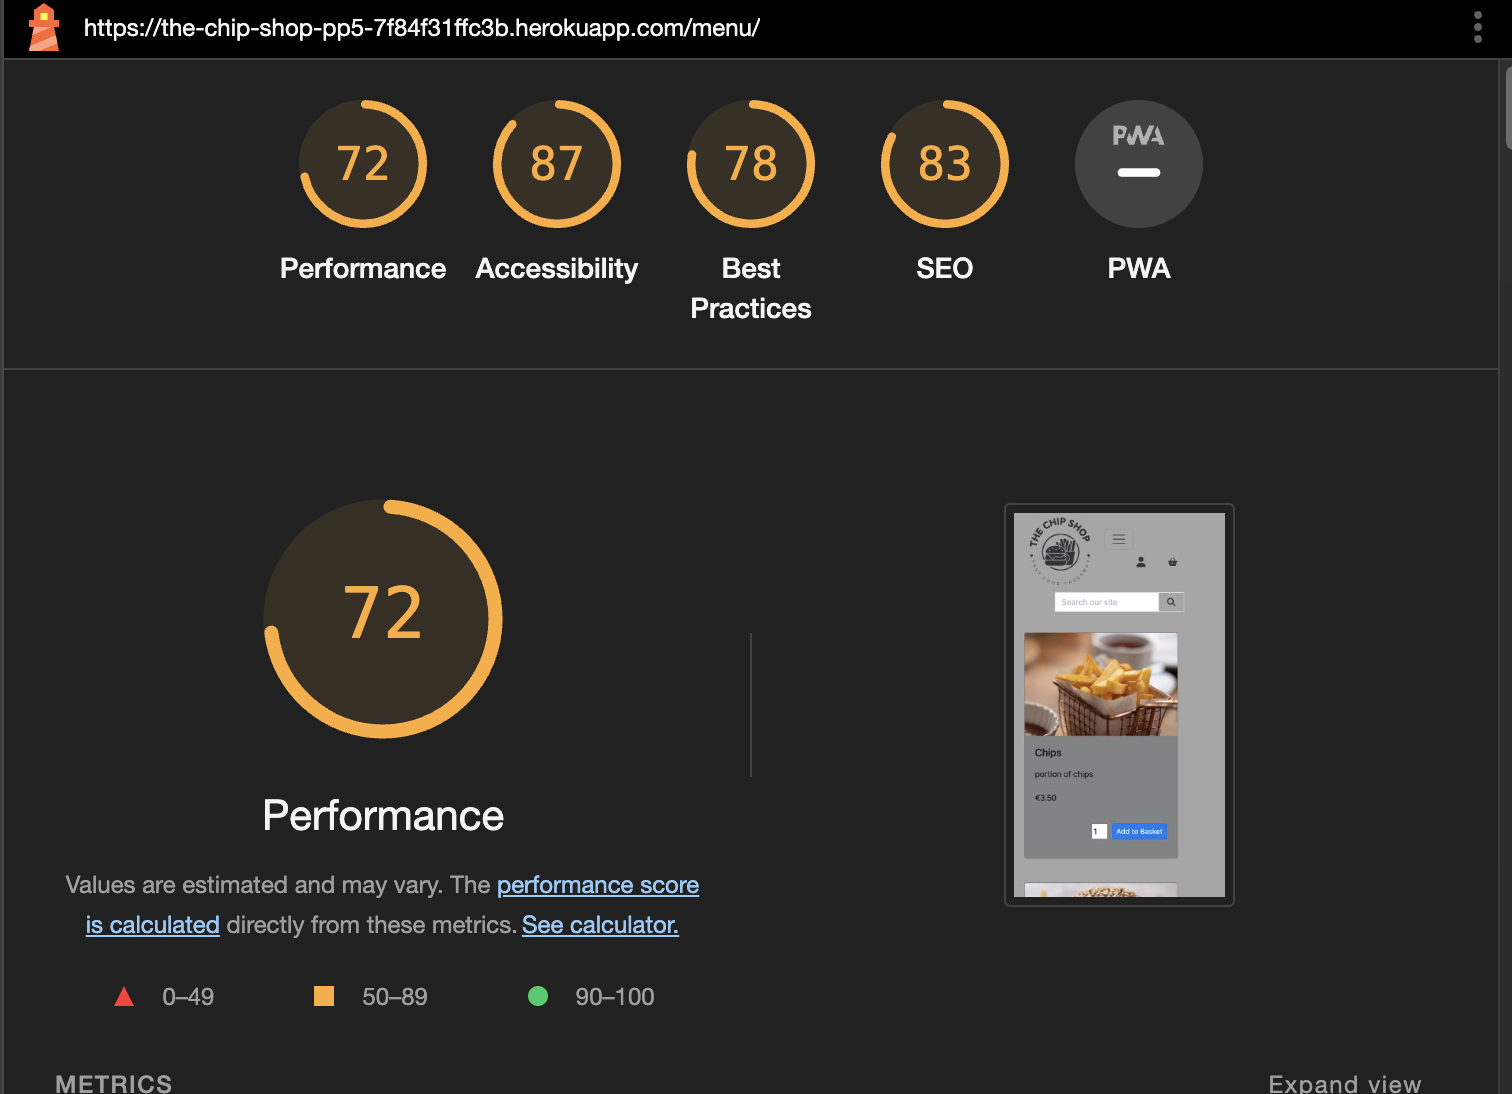 https://the-chip-shop-pp5-7f84f31ffc3b.herokuapp.com/menu/
72
87
78
83
PWA
Performance
Accessibility
Best
Practices
SEO
PWA
72
Performance
Values are estimated and may vary. The performance score
is calculated directly from these metrics. See calculator.
0–49
50–89
90–100
THE CHIP SHOP
Search our site
Chips
portion of chips
€3.50
1
Add to Basket
METRICS
Expand view